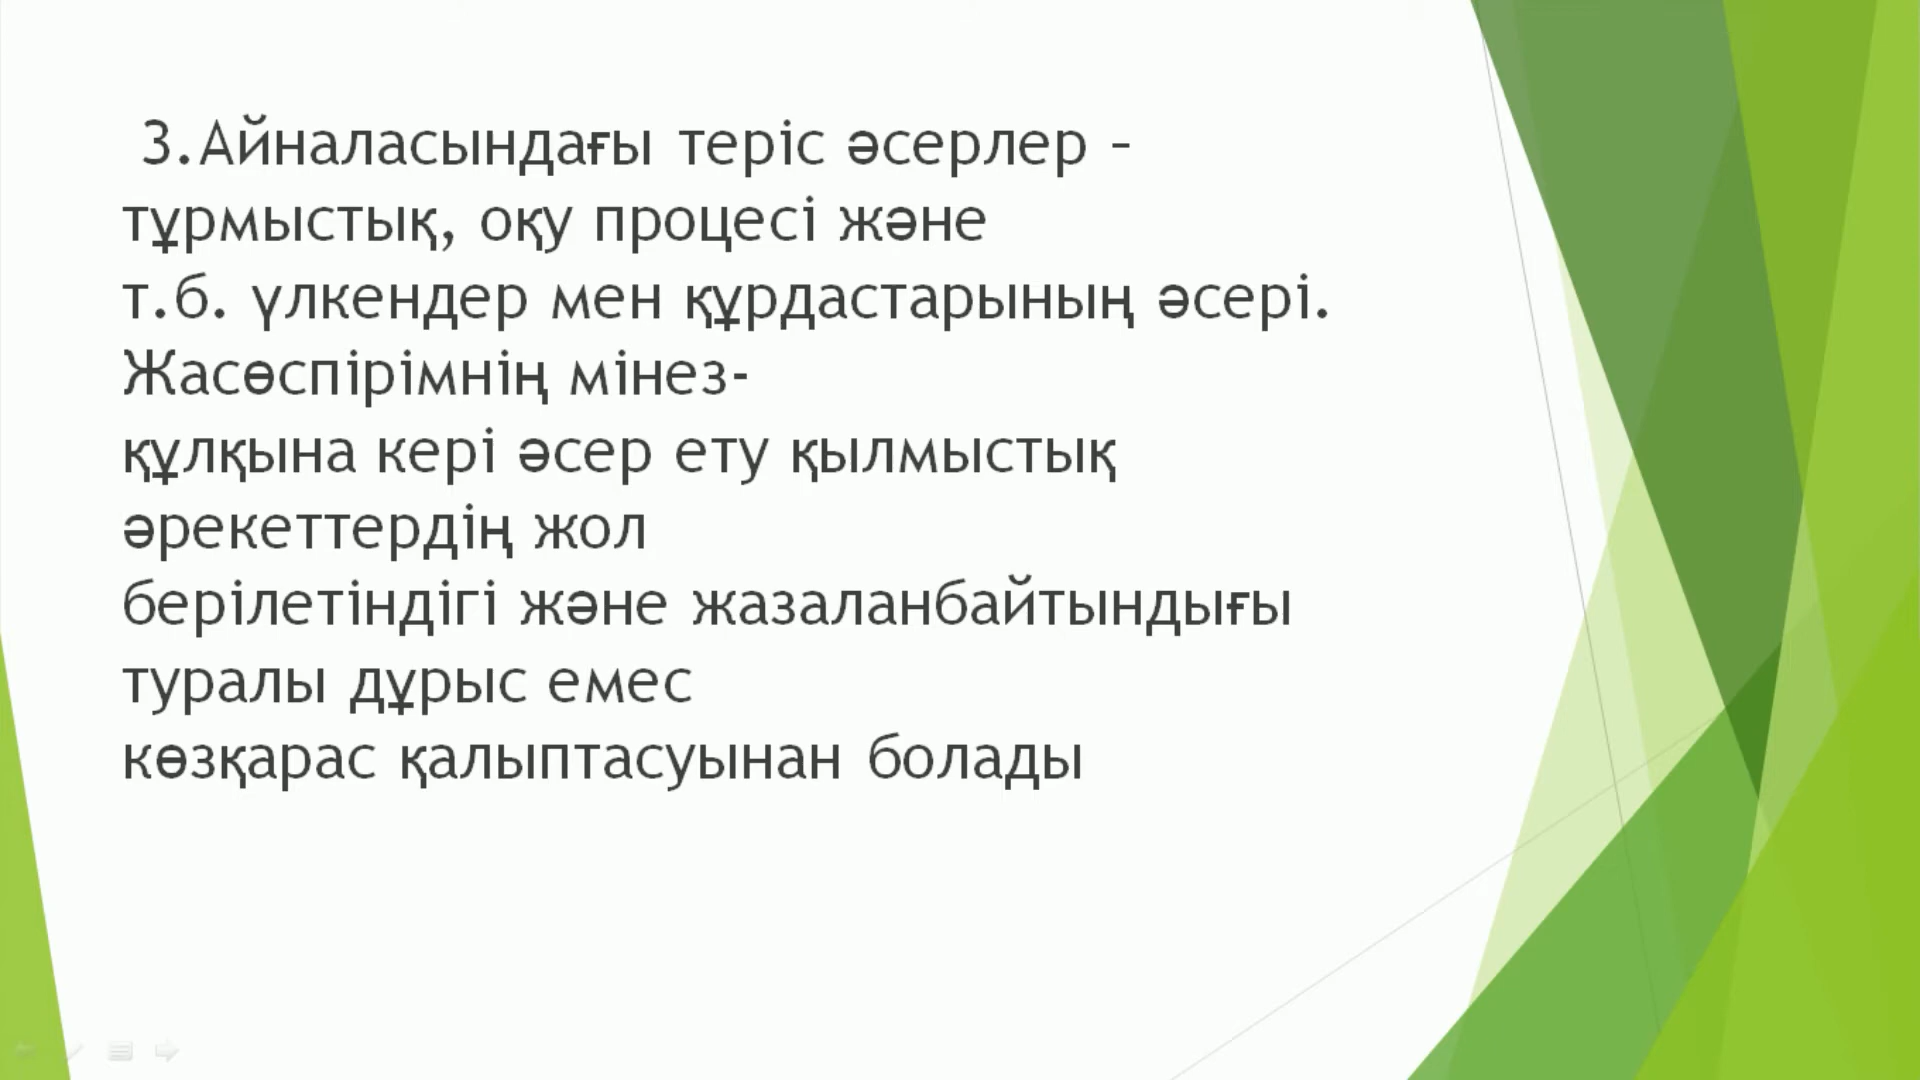 3.Айналасындағы теріс әсерлер –
тұрмыстық, оқу процесі және
т.б. үлкендер мен құрдастарының әсері.
Жасөспірімнің мінез-
құлқына кері әсер ету қылмыстық
әрекеттердің жол
берілетіндігі және жазаланбайтындығы
туралы дұрыс емес
көзқарас қалыптасуынан болады